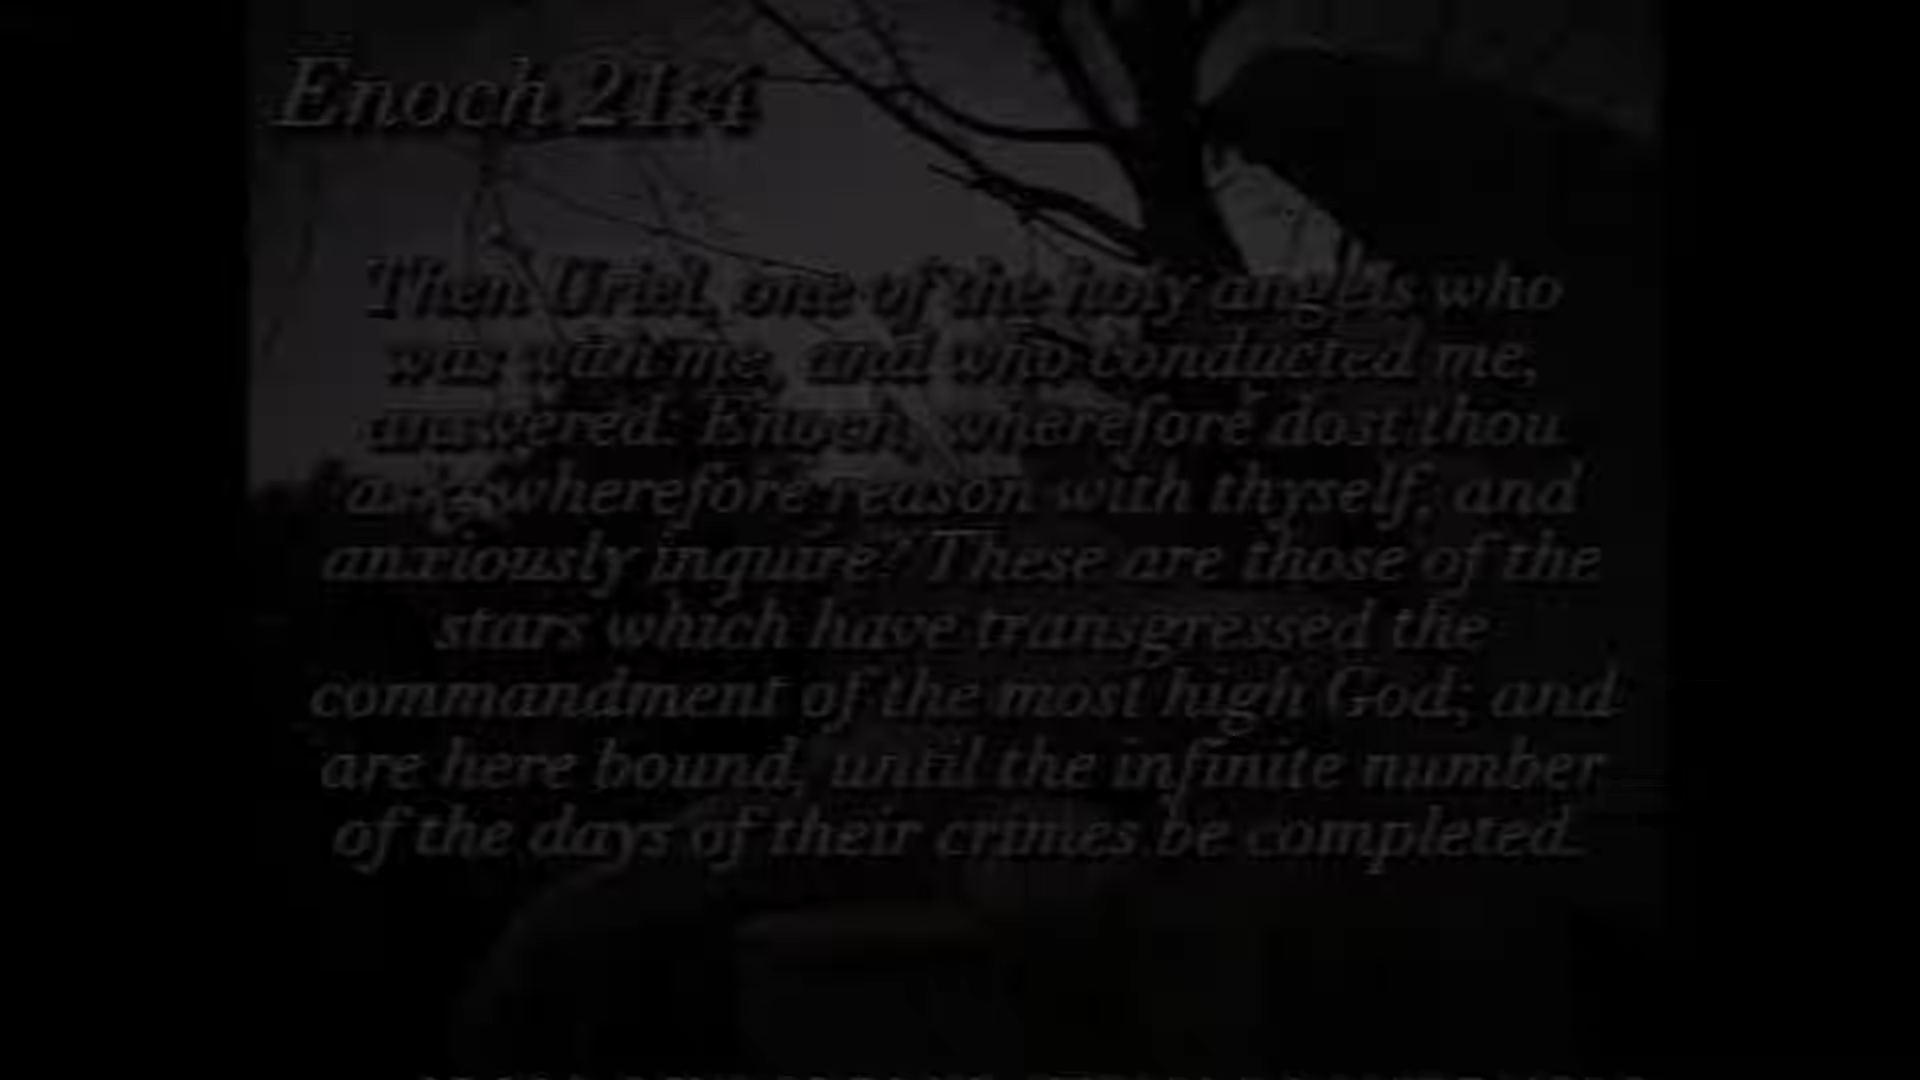 Enoch 21:4
Then Uriel, one of the holy angels who
was with me, and who conducted me,
answered: Enoch, wherefore dost thou
ask; wherefore reason with thyself, and
anxiously inquire? These are those of the
stars which have transgressed the
commandment of the most high God; and
are here bound, until the infinite number
of the days of their crimes be completed.